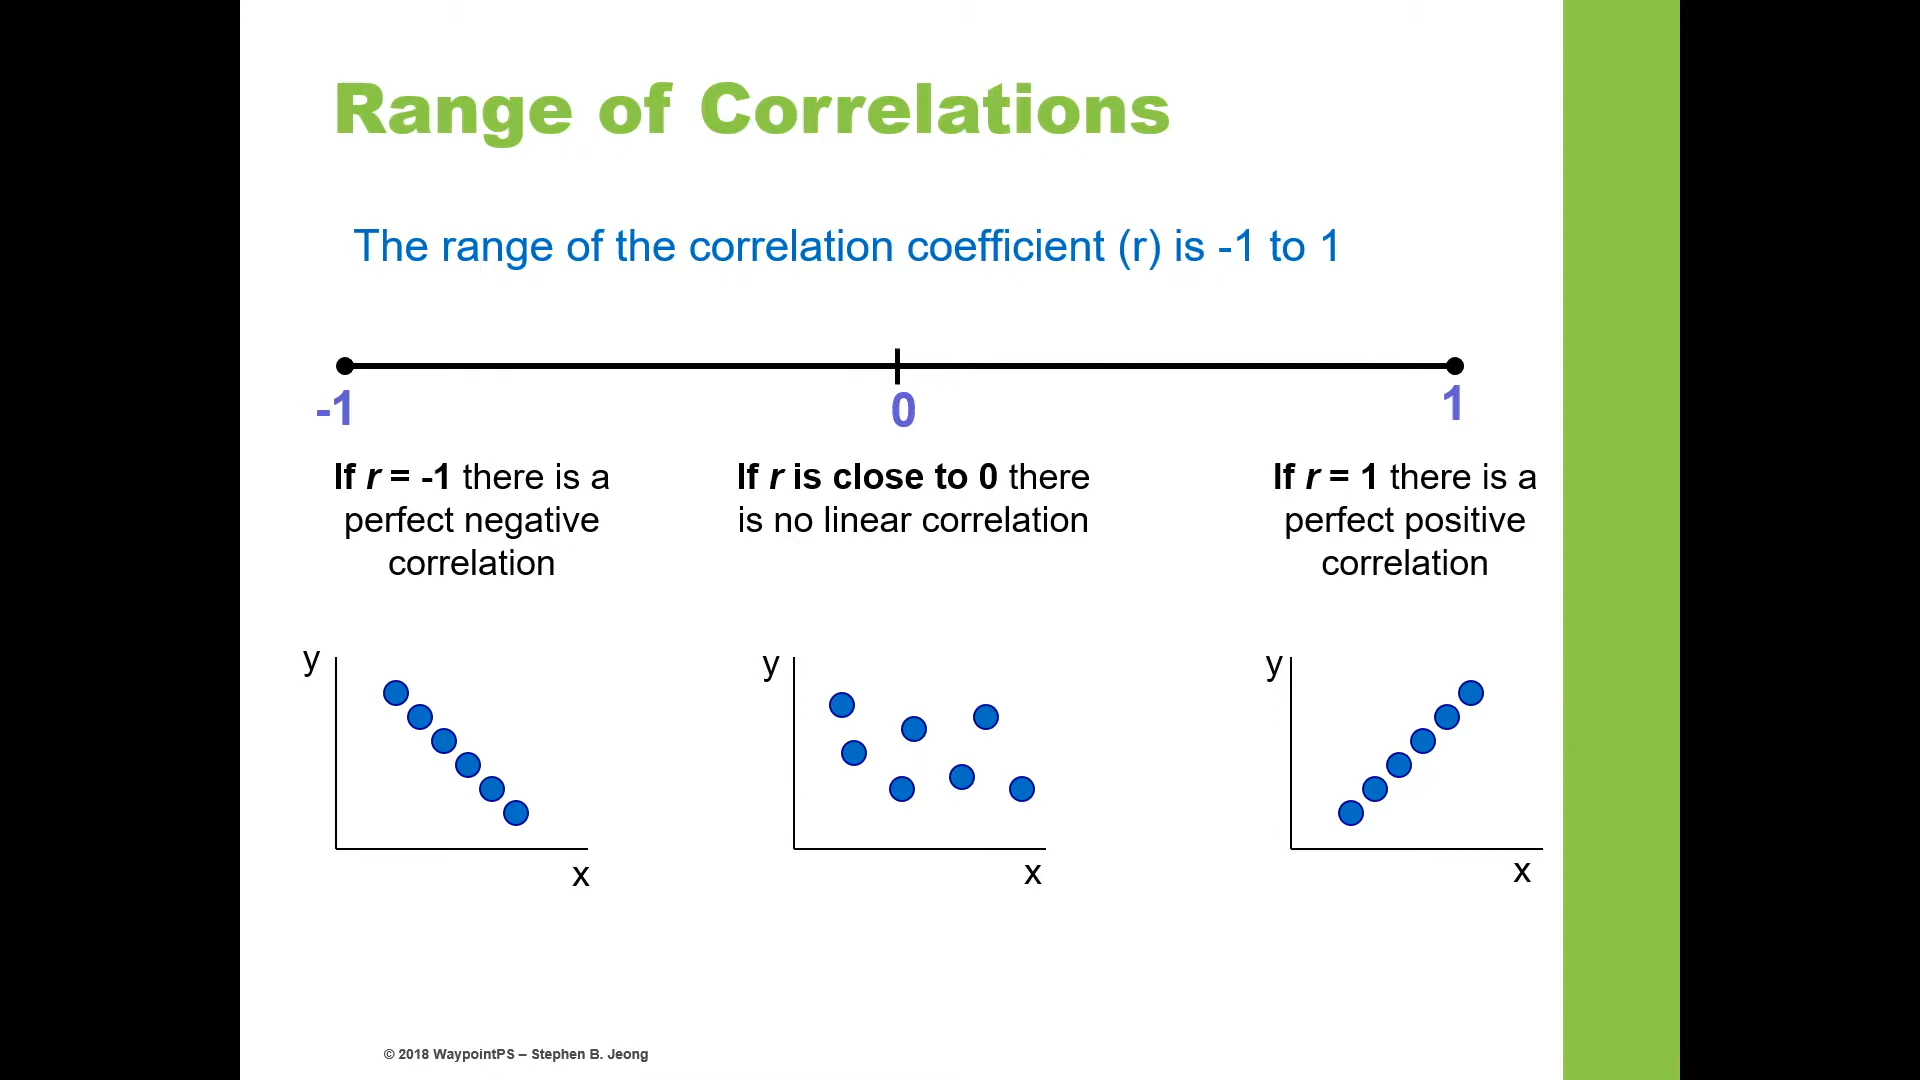 Range of Correlations
The range of the correlation coefficient (r) is -1 to 1
-1
0
1
If r = -1 there is a
perfect negative
correlation
If r is close to 0 there
is no linear correlation
If r = 1 there is a
perfect positive
correlation
y
x
y
x
y
x
© 2018 WaypointPS – Stephen B. Jeong